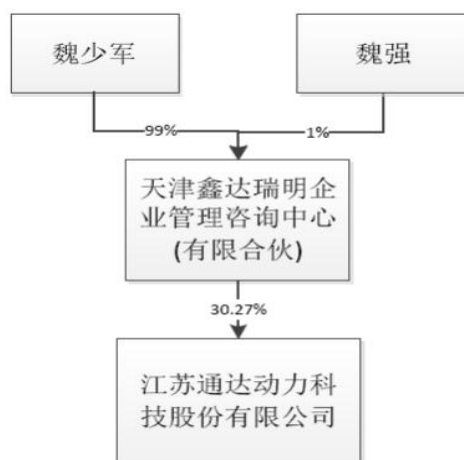 魏少军
魏强
99%
1%
天津鑫达瑞明企
业管理咨询中心
(有限合伙)
30.27%
江苏通达动力科
技股份有限公司